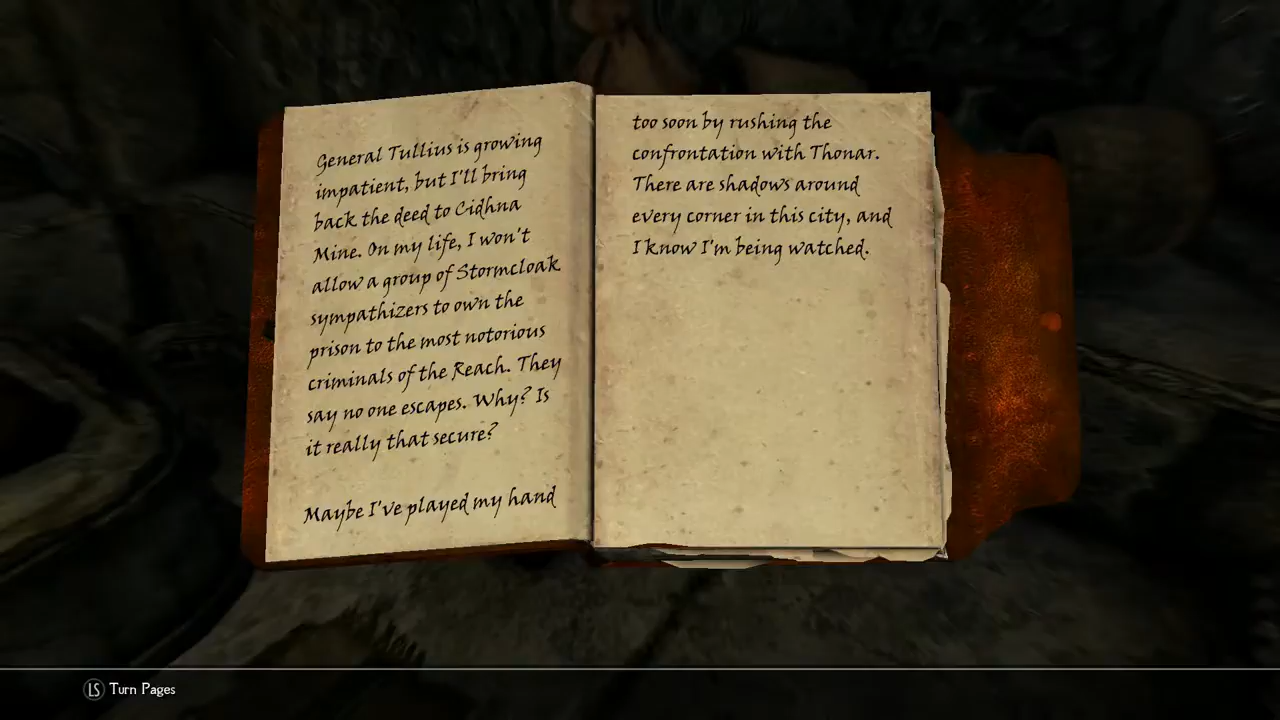 General Tullius is growing
impatient, but I'll bring
back the deed to Cidhna
Mine. On my life, I won't
allow a group of Stormcloak
sympathizers to own the
prison to the most notorious
criminals of the Reach. They
say no one escapes. Why? Is
it really that secure?
Maybe I've played my hand
too soon by rushing the
confrontation with Thonar.
There are shadows around
every corner in this city, and
I know I'm being watched.
LS Turn Pages